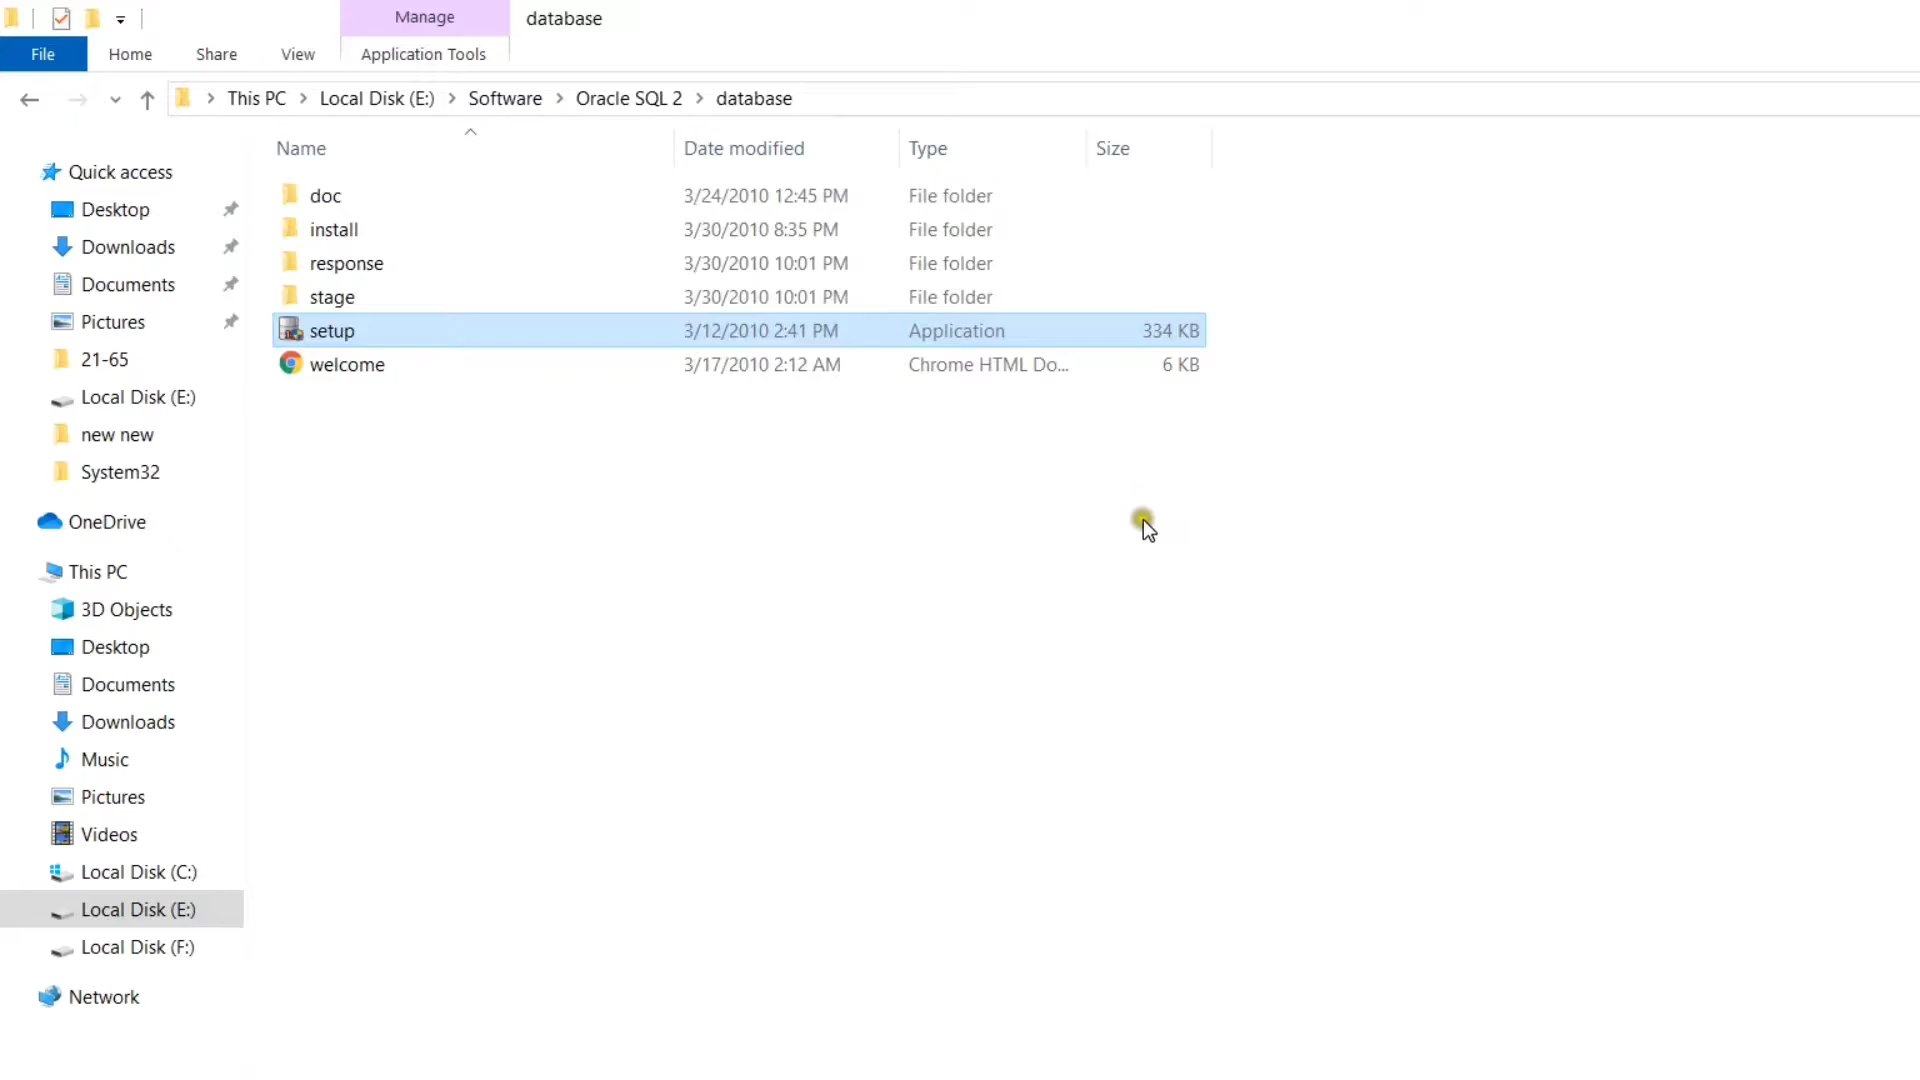 Manage
database
File
Home
Share
View
Application Tools
This PC
Local Disk (E:)
Software
Oracle SQL 2
database
Name
Date modified
Type
Size
doc
3/24/2010 12:45 PM
File folder
install
3/30/2010 8:35 PM
File folder
response
3/30/2010 10:01 PM
File folder
stage
3/30/2010 10:01 PM
File folder
setup
3/12/2010 2:41 PM
Application
334 KB
welcome
3/17/2010 2:12 AM
Chrome HTML Do...
6 KB
Quick access
Desktop
Downloads
Documents
Pictures
21-65
Local Disk (E:)
new new
System32
OneDrive
This PC
3D Objects
Desktop
Documents
Downloads
Music
Pictures
Videos
Local Disk (C:)
Local Disk (E:)
Local Disk (F:)
Network